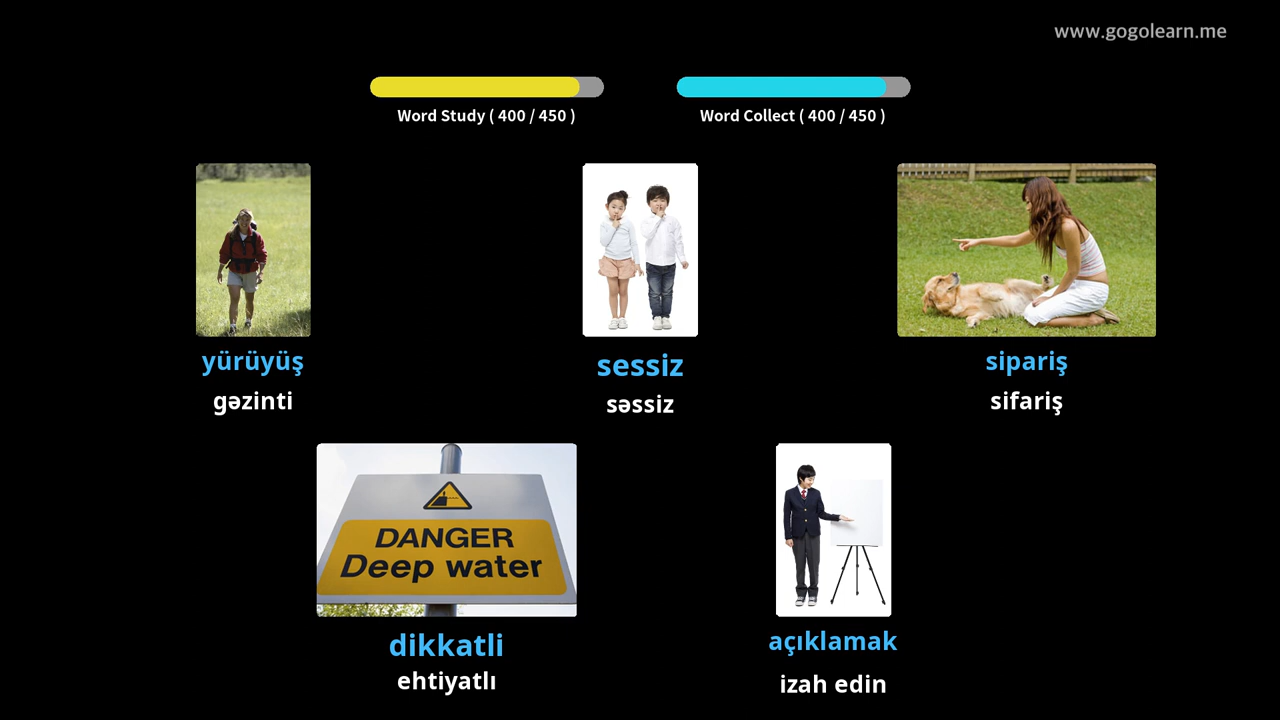 www.gogolearn.me
Word Study ( 400 / 450 )
Word Collect ( 400 / 450 )
yürüyüş
gəzinti
sessiz
səssiz
sipariş
sifariş
DANGER
Deep water
dikkatli
ehtiyatlı
açıklamak
izah edin